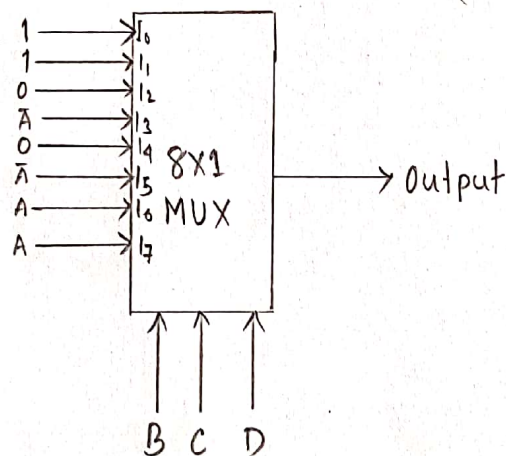 1 I₀
1 I₁
0 I₂
Ā I₃
0 I₄
Ā I₅
A I₆
A I₇
8X1
MUX
Output
B C D